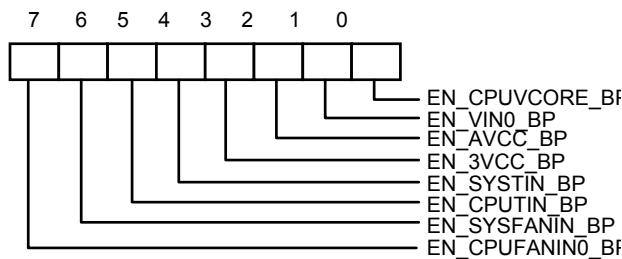 7 6 5 4 3 2 1 0
EN_CPUVCORE_BP
EN_VIN0_BP
EN_AVCC_BP
EN_3VCC_BP
EN_SYSTIN_BP
EN_CPUTIN_BP
EN_SYSFANIN_BP
EN_CPUFANIN0_BP